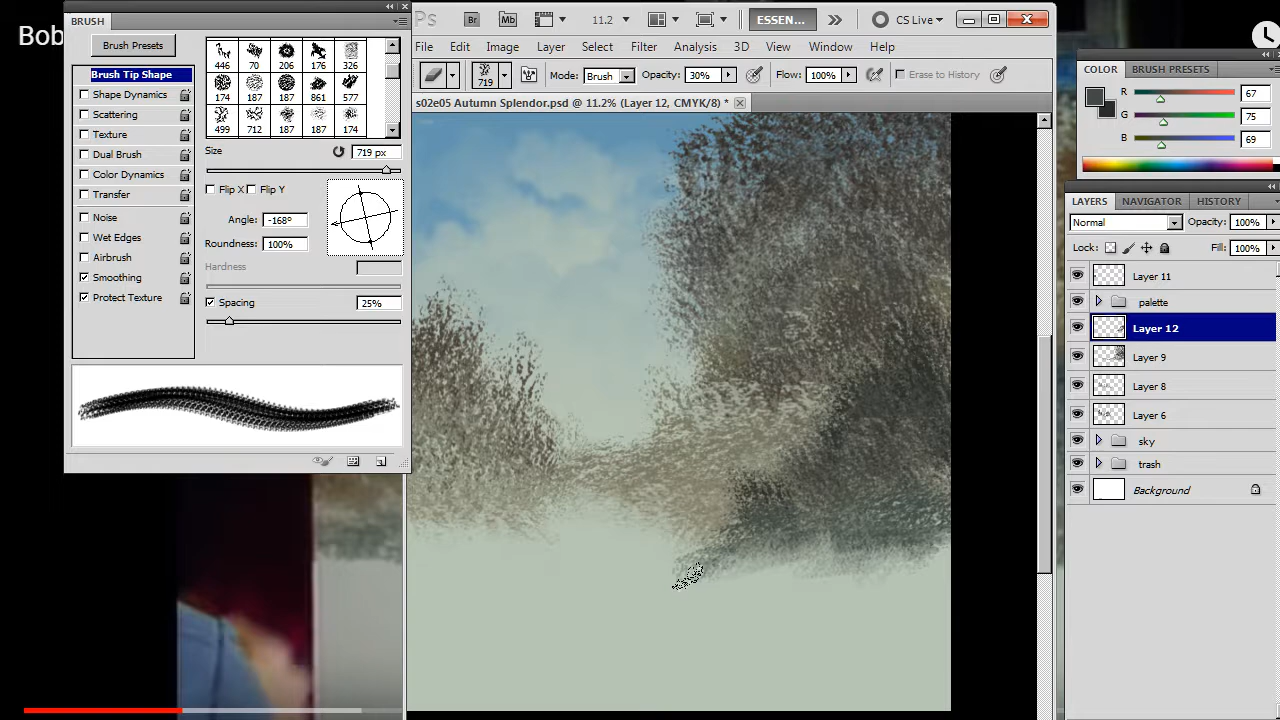 Bob
BRUSH
Brush Presets
Brush Tip Shape
Shape Dynamics
Scattering
Texture
Dual Brush
Color Dynamics
Transfer
Noise
Wet Edges
Airbrush
Smoothing
Protect Texture
446 70 206 176 326
174 187 187 861 577
499 712 187 187 174
Size 719 px
Flip X Flip Y
Angle: -168º
Roundness: 100%
Hardness
Spacing 25%
Ps Br Mb 11.2 ESSEN... CS Live
File Edit Image Layer Select Filter Analysis 3D View Window Help
719 Mode: Brush Opacity: 30% Flow: 100% Erase to History
s02e05 Autumn Splendor.psd @ 11.2% (Layer 12, CMYK/8) *
COLOR BRUSH PRESETS
R 67
G 75
B 69
LAYERS NAVIGATOR HISTORY
Normal Opacity: 100%
Lock: Fill: 100%
Layer 11
palette
Layer 12
Layer 9
Layer 8
Layer 6
sky
trash
Background